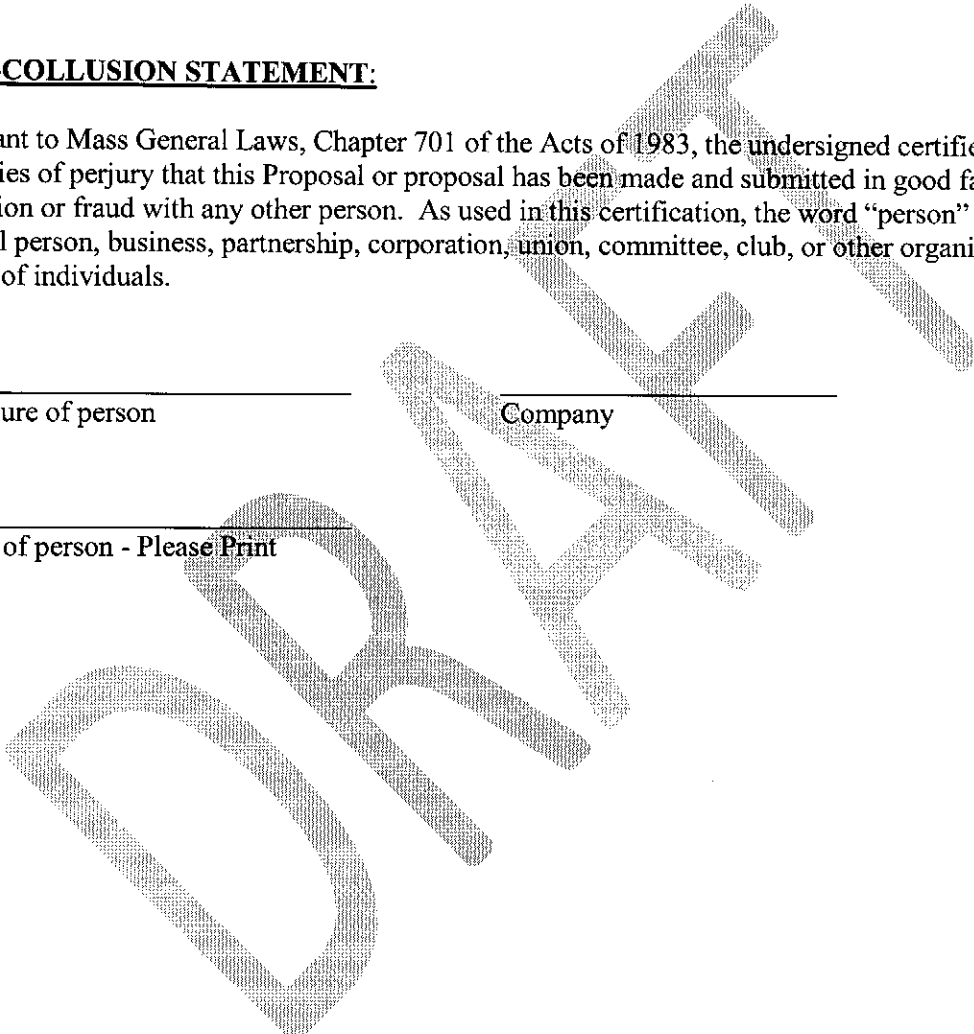 -COLLUSION STATEMENT:
ant to Mass General Laws, Chapter 701 of the Acts of 1983, the undersigned certifie
ies of perjury that this Proposal or proposal has been made and submitted in good fa
ion or fraud with any other person. As used in this certification, the word “person”
l person, business, partnership, corporation, union, committee, club, or other organi
of individuals.
ure of person
Company
of person - Please Print
DRAFT